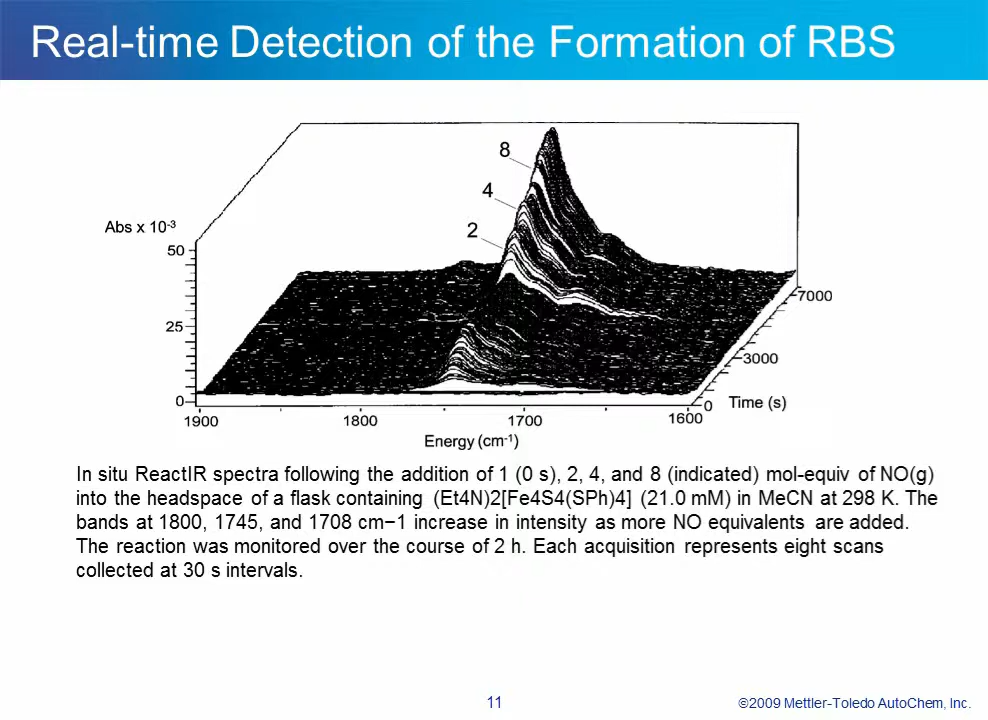 Real-time Detection of the Formation of RBS
8
4
2
Abs x 10-3
50
25
0
7000
3000
0
Time (s)
1900
1800
1700
1600
Energy (cm-1)
In situ ReactIR spectra following the addition of 1 (0 s), 2, 4, and 8 (indicated) mol-equiv of NO(g)
into the headspace of a flask containing (Et4N)2[Fe4S4(SPh)4] (21.0 mM) in MeCN at 298 K. The
bands at 1800, 1745, and 1708 cm−1 increase in intensity as more NO equivalents are added.
The reaction was monitored over the course of 2 h. Each acquisition represents eight scans
collected at 30 s intervals.
11
©2009 Mettler-Toledo AutoChem, Inc.